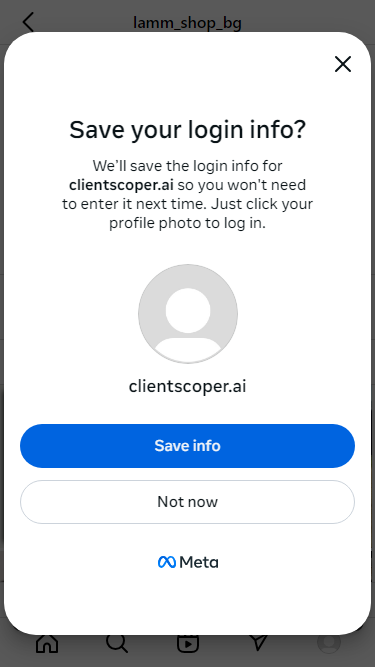 lamm_shop_bg
Save your login info?
We'll save the login info for
clientscoper.ai so you won't need
to enter it next time. Just click your
profile photo to log in.
clientscoper.ai
Save info
Not now
Meta